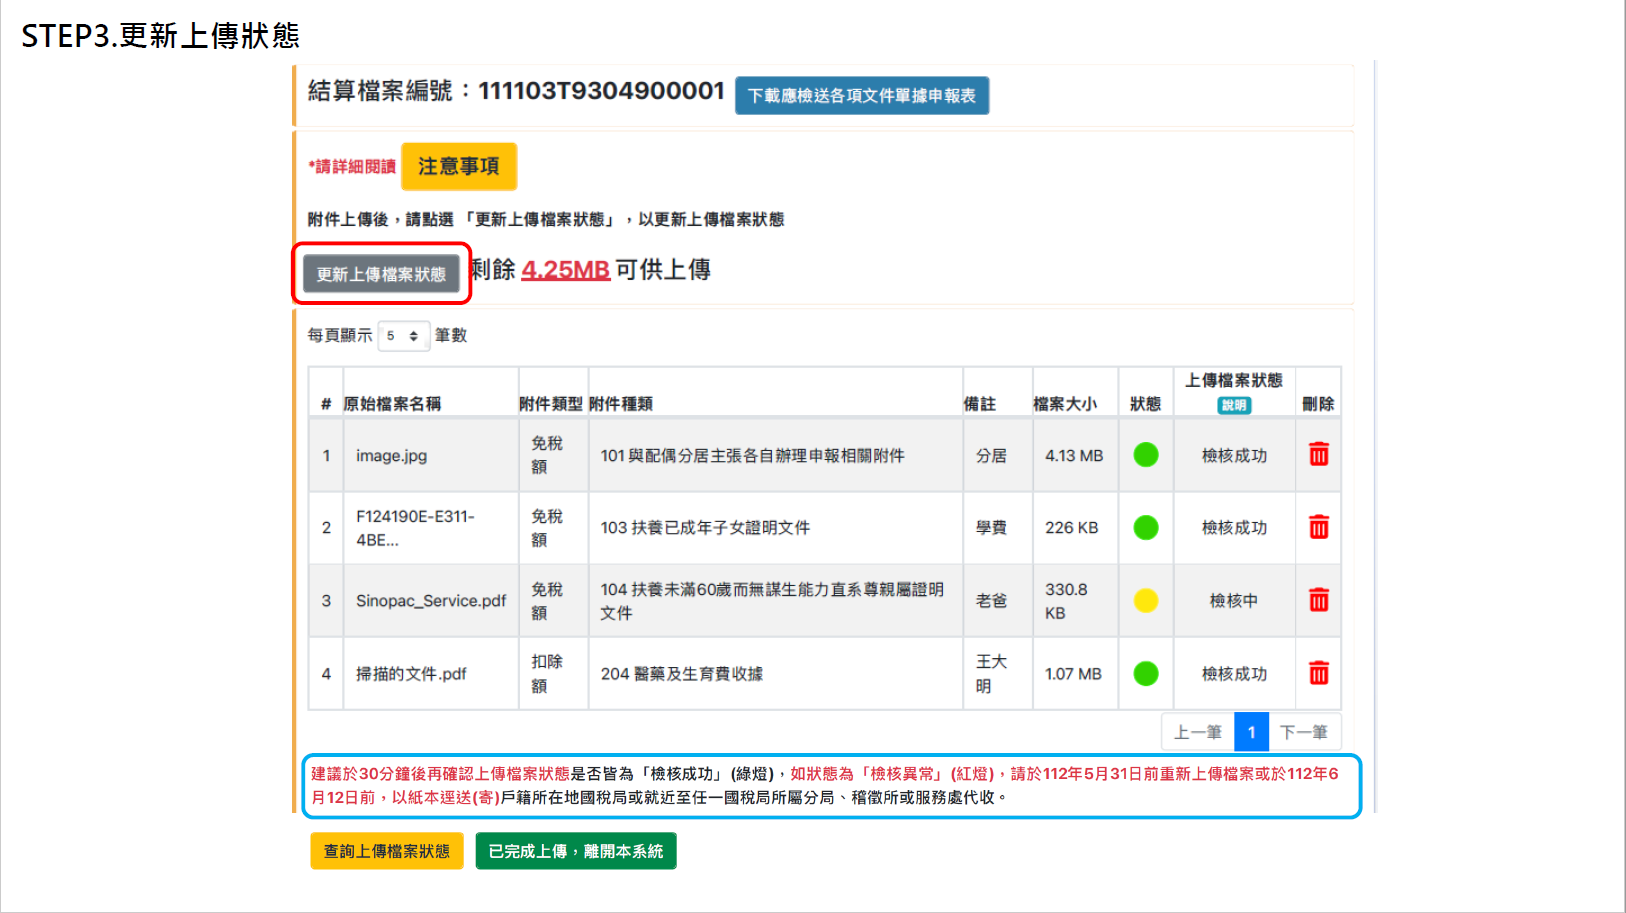 STEP3.更新上傳狀態
結算檔案編號：111103T9304900001 下載應檢送各項文件單據申報表
*請詳細閱讀 注意事項
附件上傳後，請點選「更新上傳檔案狀態」，以更新上傳檔案狀態
更新上傳檔案狀態 剩餘 4.25MB 可供上傳
每頁顯示 5 筆數
# 原始檔案名稱 附件類型 附件種類 備註 檔案大小 狀態 上傳檔案狀態 說明 刪除
1 image.jpg 免稅額 101 與配偶分居主張各自辦理申報相關附件 分居 4.13 MB 檢核成功
2 F124190E-E311-4BE... 免稅額 103 扶養已成年子女證明文件 學費 226 KB 檢核成功
3 Sinopac_Service.pdf 免稅額 104 扶養未滿60歲而無謀生能力直系尊親屬證明文件 老爸 330.8 KB 檢核中
4 掃描的文件.pdf 扣除額 204 醫藥及生育費收據 王大明 1.07 MB 檢核成功
上一筆 1 下一筆
建議於30分鐘後再確認上傳檔案狀態是否皆為「檢核成功」(綠燈)，如狀態為「檢核異常」(紅燈)，請於112年5月31日前重新上傳檔案或於112年6
月12日前，以紙本逕送(寄)戶籍所在地國稅局或就近至任一國稅局所屬分局、稽徵所或服務處代收。
查詢上傳檔案狀態 已完成上傳，離開本系統